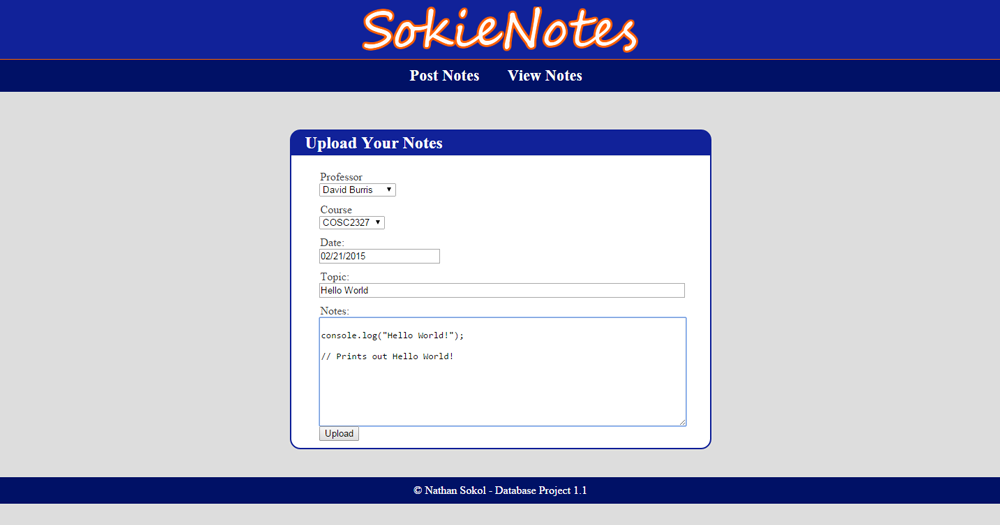 SokieNotes
Post Notes View Notes
Upload Your Notes
Professor
David Burris
Course
COSC2327
Date:
02/21/2015
Topic:
Hello World
Notes:
console.log("Hello World!");
// Prints out Hello World!
Upload
© Nathan Sokol - Database Project 1.1